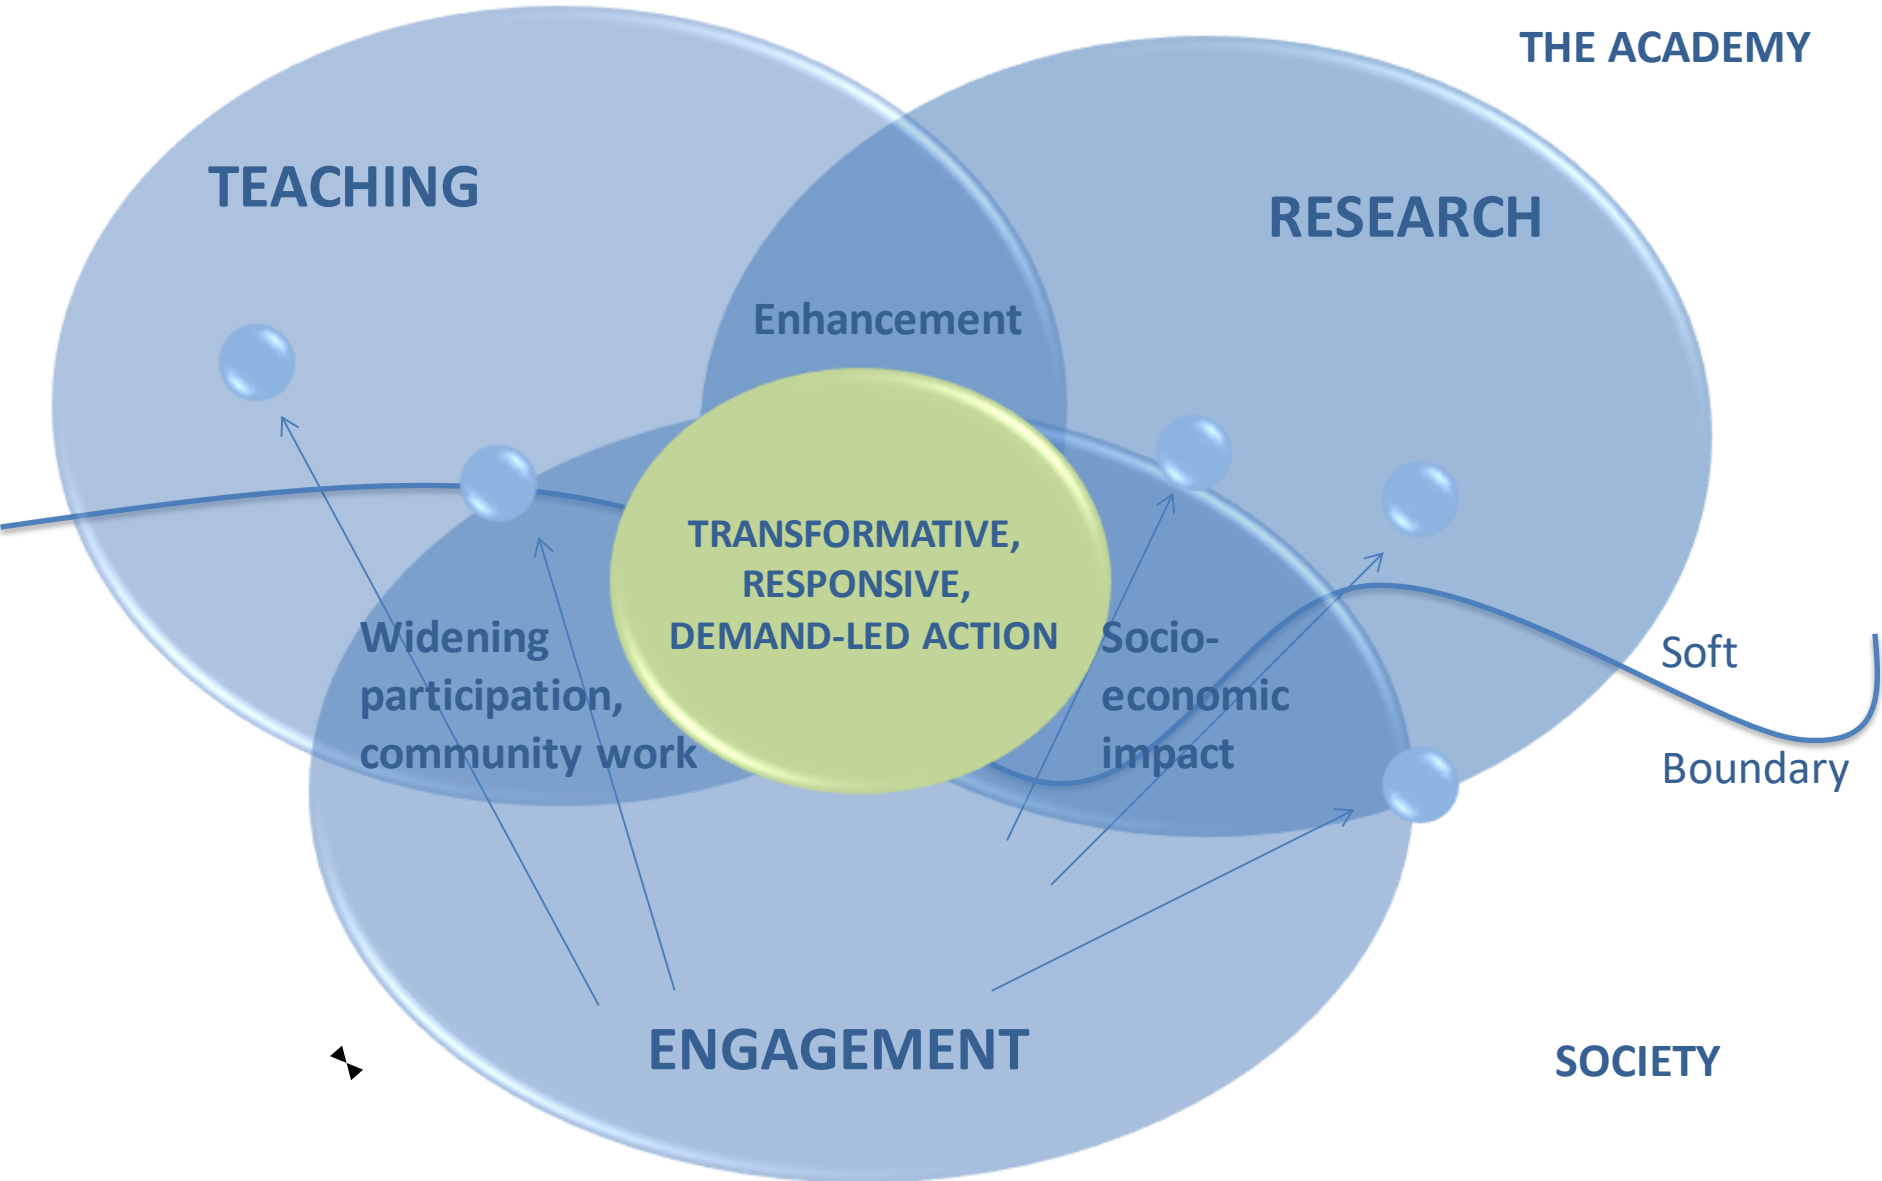 THE ACADEMY
TEACHING
RESEARCH
Enhancement
TRANSFORMATIVE,
RESPONSIVE,
DEMAND-LED ACTION
Widening
participation,
community work
Socio-
economic
impact
Soft
Boundary
ENGAGEMENT
SOCIETY